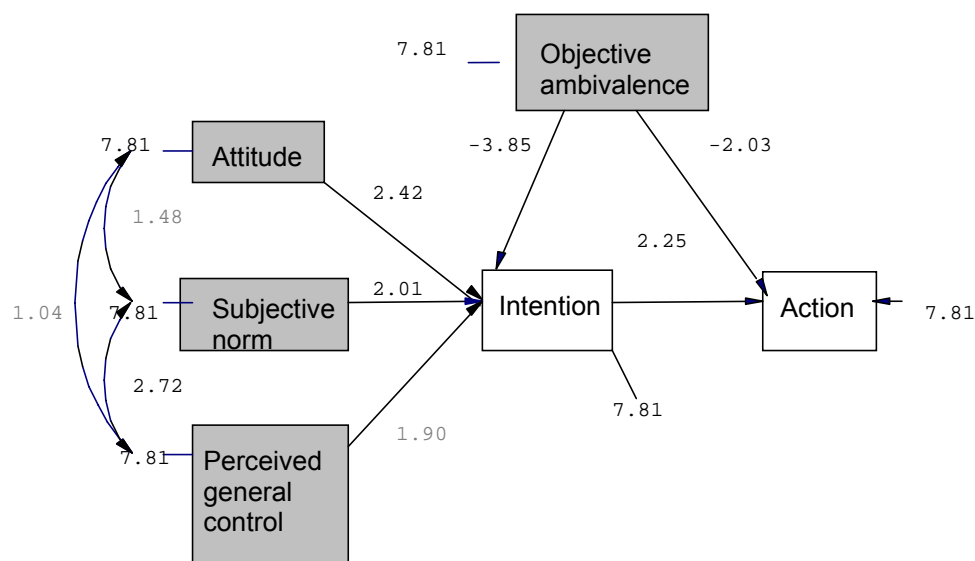 7.81
Objective
ambivalence
7.81
Attitude
-3.85
-2.03
2.42
1.48
2.25
2.01
1.04
7.81
Subjective
norm
Intention
Action
7.81
2.72
7.81
1.90
7.81
Perceived
general
control